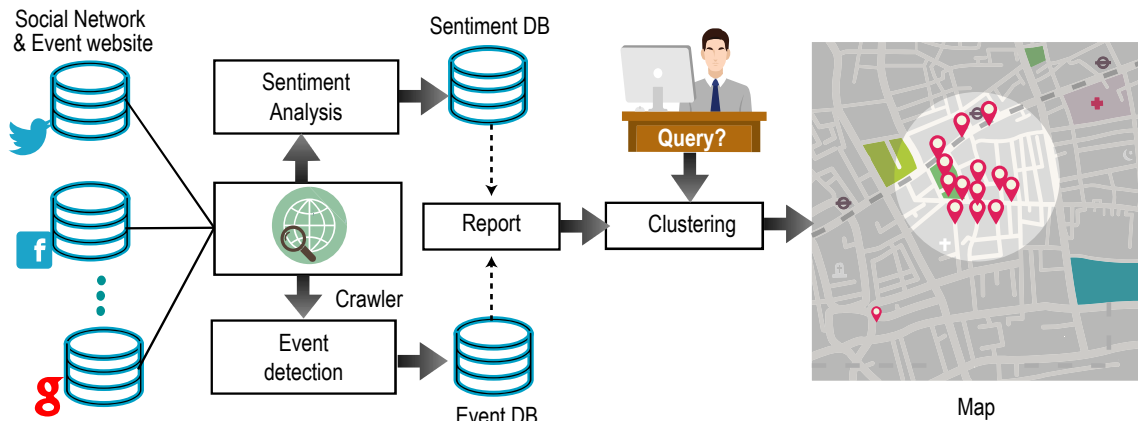 Social Network
& Event website
Sentiment DB
Sentiment
Analysis
Query?
f
Report
Clustering
Crawler
Event
detection
g
Event DB
Map